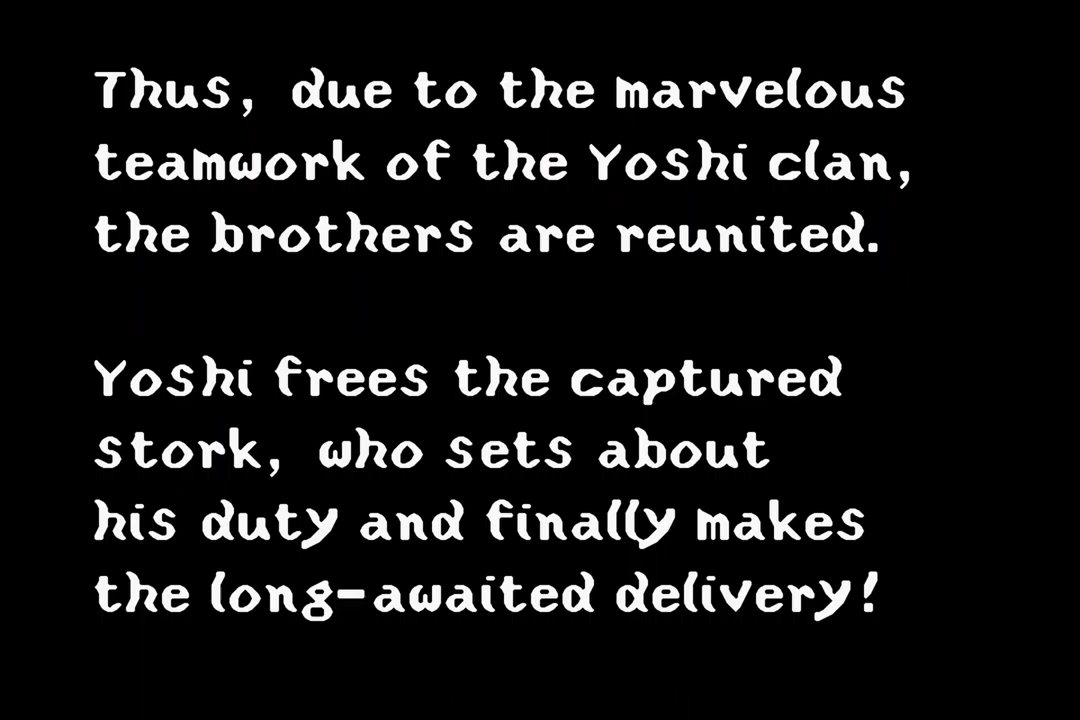 Thus, due to the marvelous
teamwork of the Yoshi clan,
the brothers are reunited.
Yoshi frees the captured
stork, who sets about
his duty and finally makes
the long-awaited delivery!